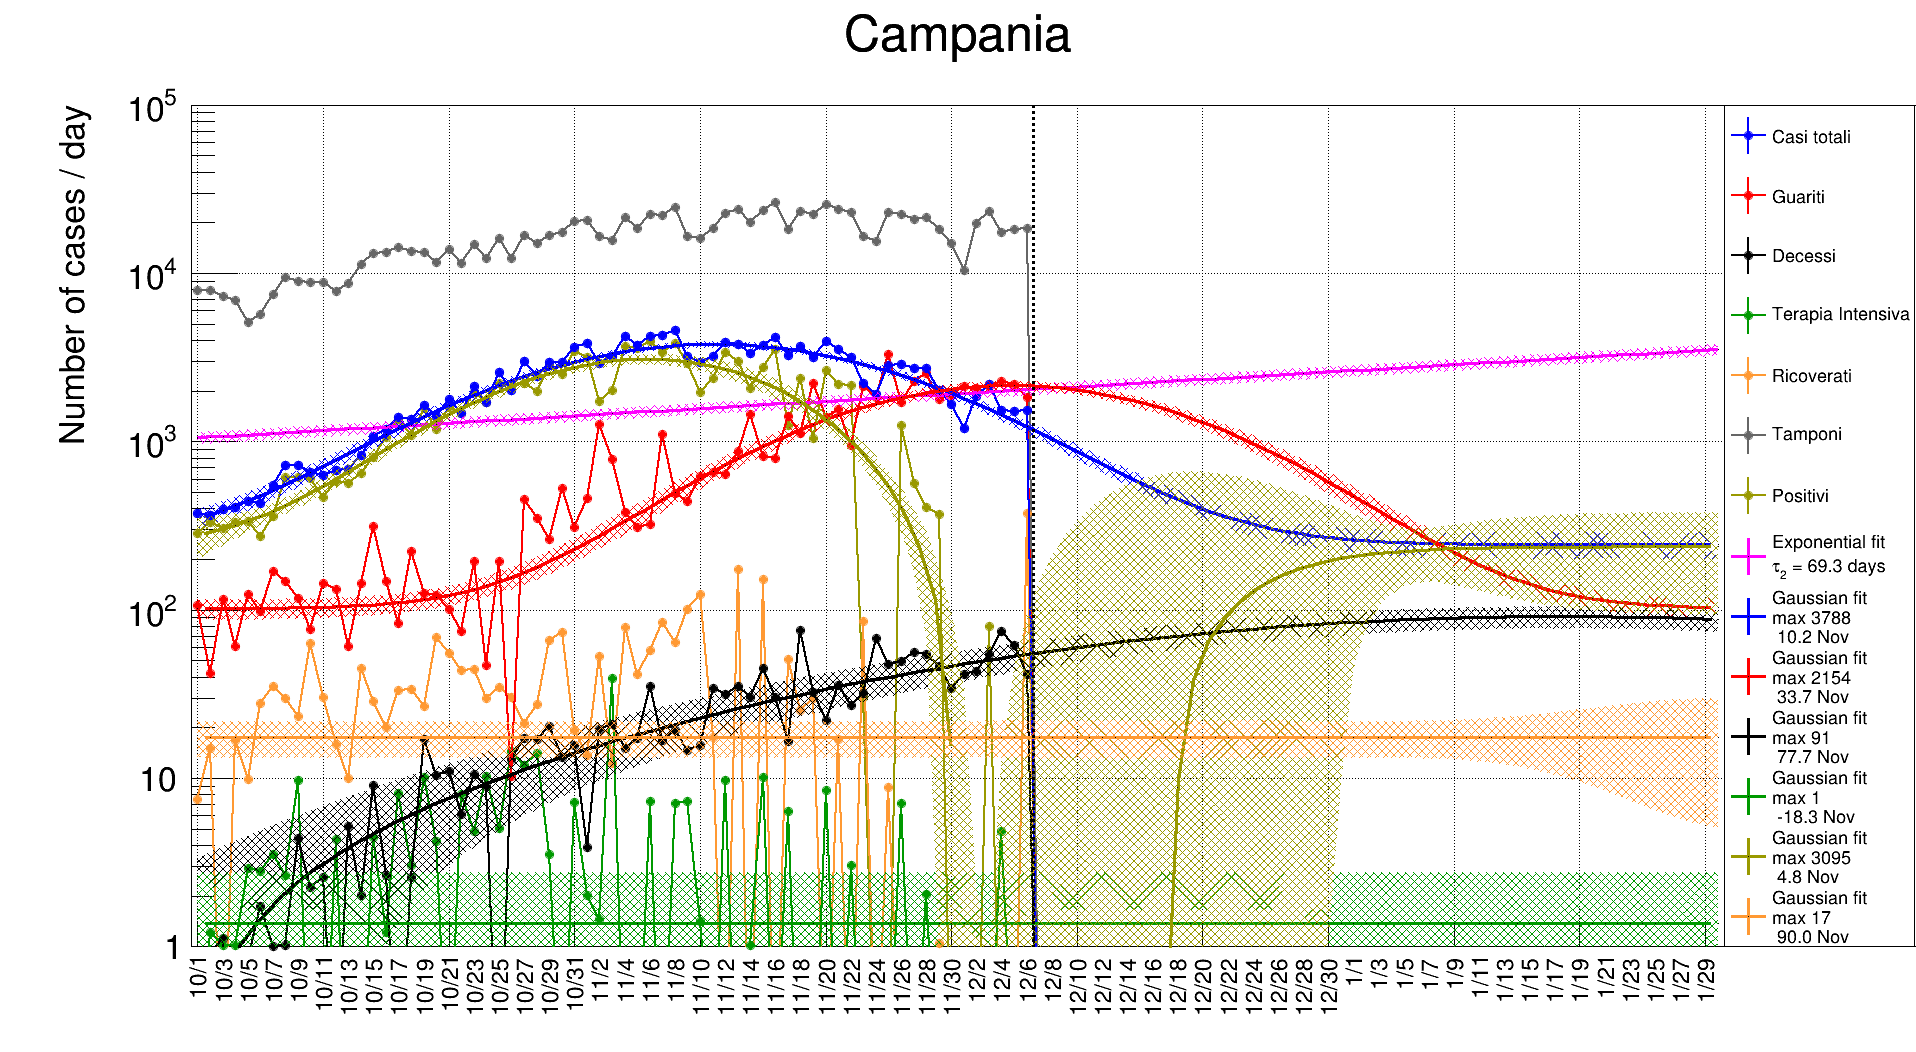 Campania
Number of cases / day
10^5
10^4
10^3
10^2
10
1
10/1
10/3
10/5
10/7
10/9
10/11
10/13
10/15
10/17
10/19
10/21
10/23
10/25
10/27
10/29
10/31
11/2
11/4
11/6
11/8
11/10
11/12
11/14
11/16
11/18
11/20
11/22
11/24
11/26
11/28
11/30
12/2
12/4
12/6
12/8
12/10
12/12
12/14
12/16
12/18
12/20
12/22
12/24
12/26
12/28
12/30
1/1
1/3
1/5
1/7
1/9
1/11
1/13
1/15
1/17
1/19
1/21
1/23
1/25
1/27
1/29
Casi totali
Guariti
Decessi
Terapia Intensiva
Ricoverati
Tamponi
Positivi
Exponential fit
τ₂ = 69.3 days
Gaussian fit
max 3788
10.2 Nov
Gaussian fit
max 2154
33.7 Nov
Gaussian fit
max 91
77.7 Nov
Gaussian fit
max 1
-18.3 Nov
Gaussian fit
max 3095
4.8 Nov
Gaussian fit
max 17
90.0 Nov